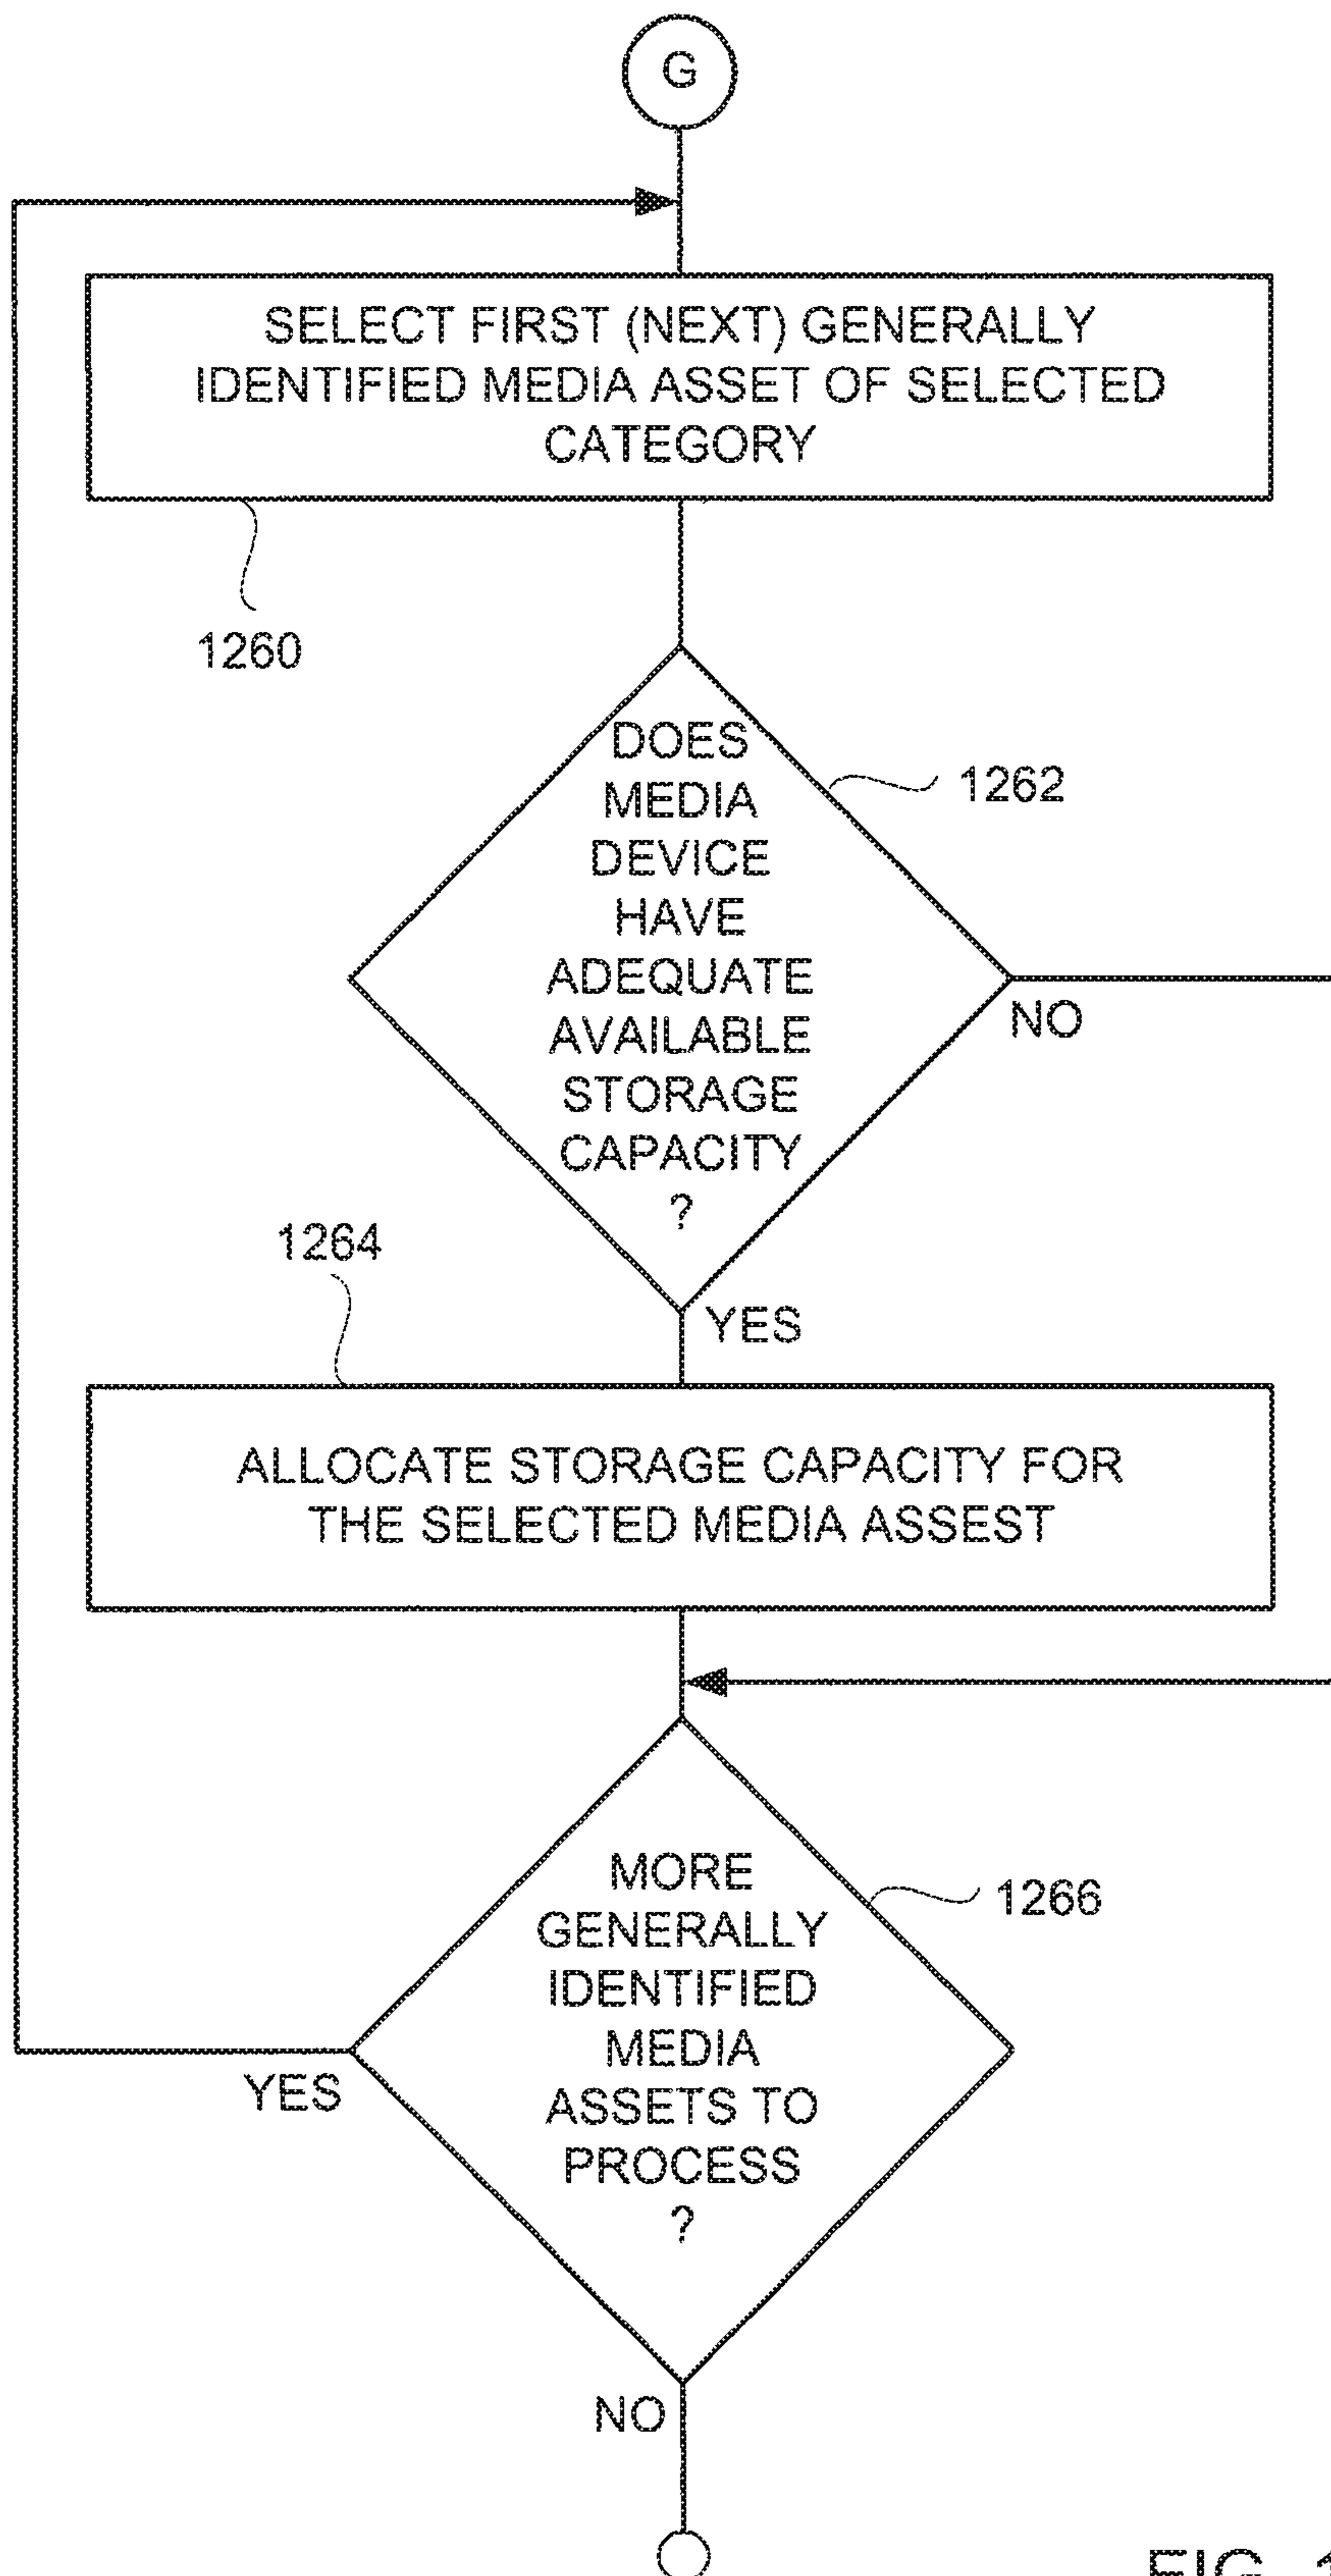 G
SELECT FIRST (NEXT) GENERALLY
IDENTIFIED MEDIA ASSET OF SELECTED
CATEGORY
1260
DOES
MEDIA
DEVICE
HAVE
ADEQUATE
AVAILABLE
STORAGE
CAPACITY
?
1262
NO
YES
1264
ALLOCATE STORAGE CAPACITY FOR
THE SELECTED MEDIA ASSEST
MORE
GENERALLY
IDENTIFIED
MEDIA
ASSETS TO
PROCESS
?
1266
YES
NO
FIG.